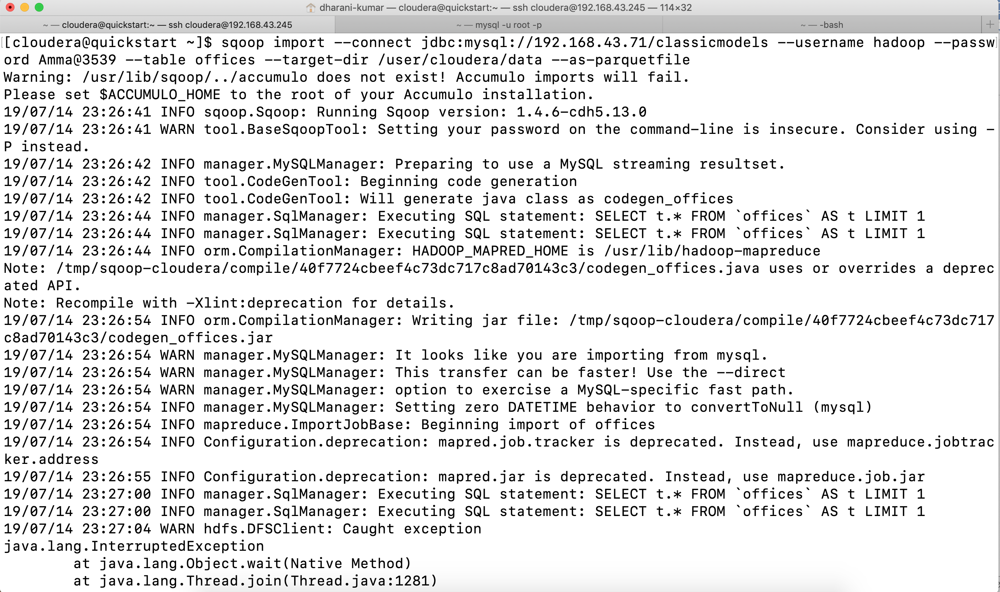 dharani-kumar — cloudera@quickstart:~ — ssh cloudera@192.168.43.245 — 114×32
~ — cloudera@quickstart:~ — ssh cloudera@192.168.43.245
~ — mysql -u root -p
~ — -bash
+
[[cloudera@quickstart ~]$ sqoop import --connect jdbc:mysql://192.168.43.71/classicmodels --username hadoop --passw]
ord Amma@3539 --table offices --target-dir /user/cloudera/data --as-parquetfile
Warning: /usr/lib/sqoop/../accumulo does not exist! Accumulo imports will fail.
Please set $ACCUMULO_HOME to the root of your Accumulo installation.
19/07/14 23:26:41 INFO sqoop.Sqoop: Running Sqoop version: 1.4.6-cdh5.13.0
19/07/14 23:26:41 WARN tool.BaseSqoopTool: Setting your password on the command-line is insecure. Consider using -
P instead.
19/07/14 23:26:42 INFO manager.MySQLManager: Preparing to use a MySQL streaming resultset.
19/07/14 23:26:42 INFO tool.CodeGenTool: Beginning code generation
19/07/14 23:26:42 INFO tool.CodeGenTool: Will generate java class as codegen_offices
19/07/14 23:26:44 INFO manager.SqlManager: Executing SQL statement: SELECT t.* FROM `offices` AS t LIMIT 1
19/07/14 23:26:44 INFO manager.SqlManager: Executing SQL statement: SELECT t.* FROM `offices` AS t LIMIT 1
19/07/14 23:26:44 INFO orm.CompilationManager: HADOOP_MAPRED_HOME is /usr/lib/hadoop-mapreduce
Note: /tmp/sqoop-cloudera/compile/40f7724cbeef4c73dc717c8ad70143c3/codegen_offices.java uses or overrides a deprec
ated API.
Note: Recompile with -Xlint:deprecation for details.
19/07/14 23:26:54 INFO orm.CompilationManager: Writing jar file: /tmp/sqoop-cloudera/compile/40f7724cbeef4c73dc717
c8ad70143c3/codegen_offices.jar
19/07/14 23:26:54 WARN manager.MySQLManager: It looks like you are importing from mysql.
19/07/14 23:26:54 WARN manager.MySQLManager: This transfer can be faster! Use the --direct
19/07/14 23:26:54 WARN manager.MySQLManager: option to exercise a MySQL-specific fast path.
19/07/14 23:26:54 INFO manager.MySQLManager: Setting zero DATETIME behavior to convertToNull (mysql)
19/07/14 23:26:54 INFO mapreduce.ImportJobBase: Beginning import of offices
19/07/14 23:26:54 INFO Configuration.deprecation: mapred.job.tracker is deprecated. Instead, use mapreduce.jobtrac
ker.address
19/07/14 23:26:55 INFO Configuration.deprecation: mapred.jar is deprecated. Instead, use mapreduce.job.jar
19/07/14 23:27:00 INFO manager.SqlManager: Executing SQL statement: SELECT t.* FROM `offices` AS t LIMIT 1
19/07/14 23:27:00 INFO manager.SqlManager: Executing SQL statement: SELECT t.* FROM `offices` AS t LIMIT 1
19/07/14 23:27:04 WARN hdfs.DFSClient: Caught exception
java.lang.InterruptedException
        at java.lang.Object.wait(Native Method)
        at java.lang.Thread.join(Thread.java:1281)